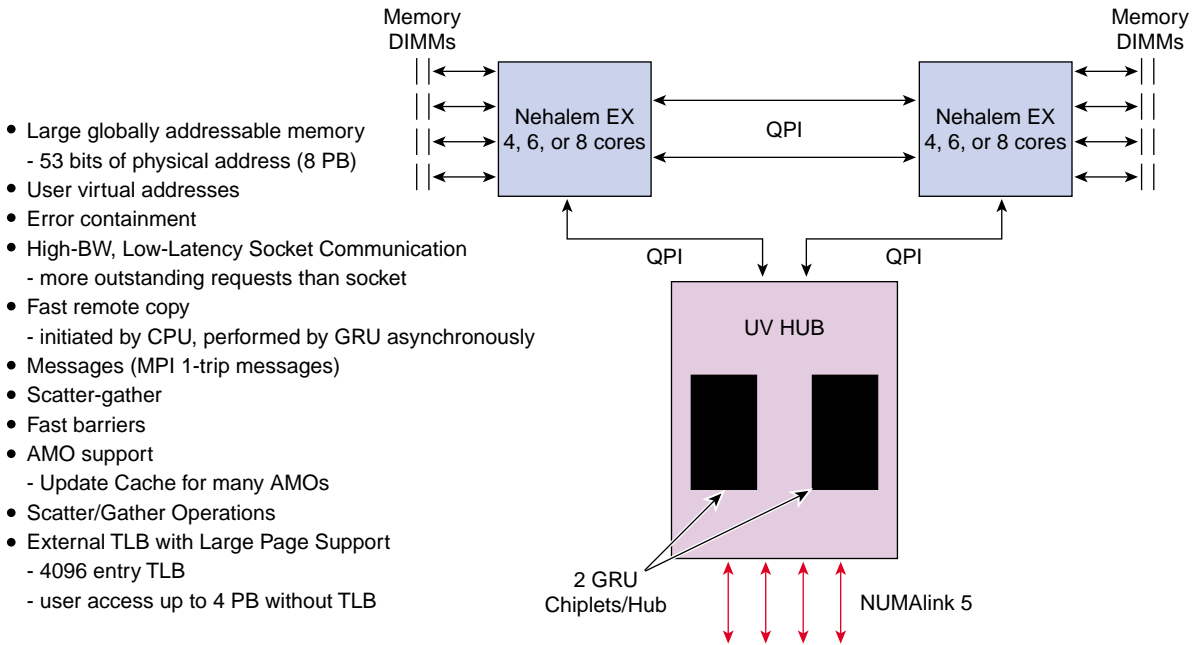 Memory
DIMMs
Memory
DIMMs
Nehalem EX
4, 6, or 8 cores
QPI
Nehalem EX
4, 6, or 8 cores
• Large globally addressable memory
- 53 bits of physical address (8 PB)
• User virtual addresses
• Error containment
• High-BW, Low-Latency Socket Communication
- more outstanding requests than socket
• Fast remote copy
- initiated by CPU, performed by GRU asynchronously
• Messages (MPI 1-trip messages)
• Scatter-gather
• Fast barriers
• AMO support
- Update Cache for many AMOs
• Scatter/Gather Operations
• External TLB with Large Page Support
- 4096 entry TLB
- user access up to 4 PB without TLB
QPI
QPI
UV HUB
2 GRU
Chiplets/Hub
NUMAlink 5